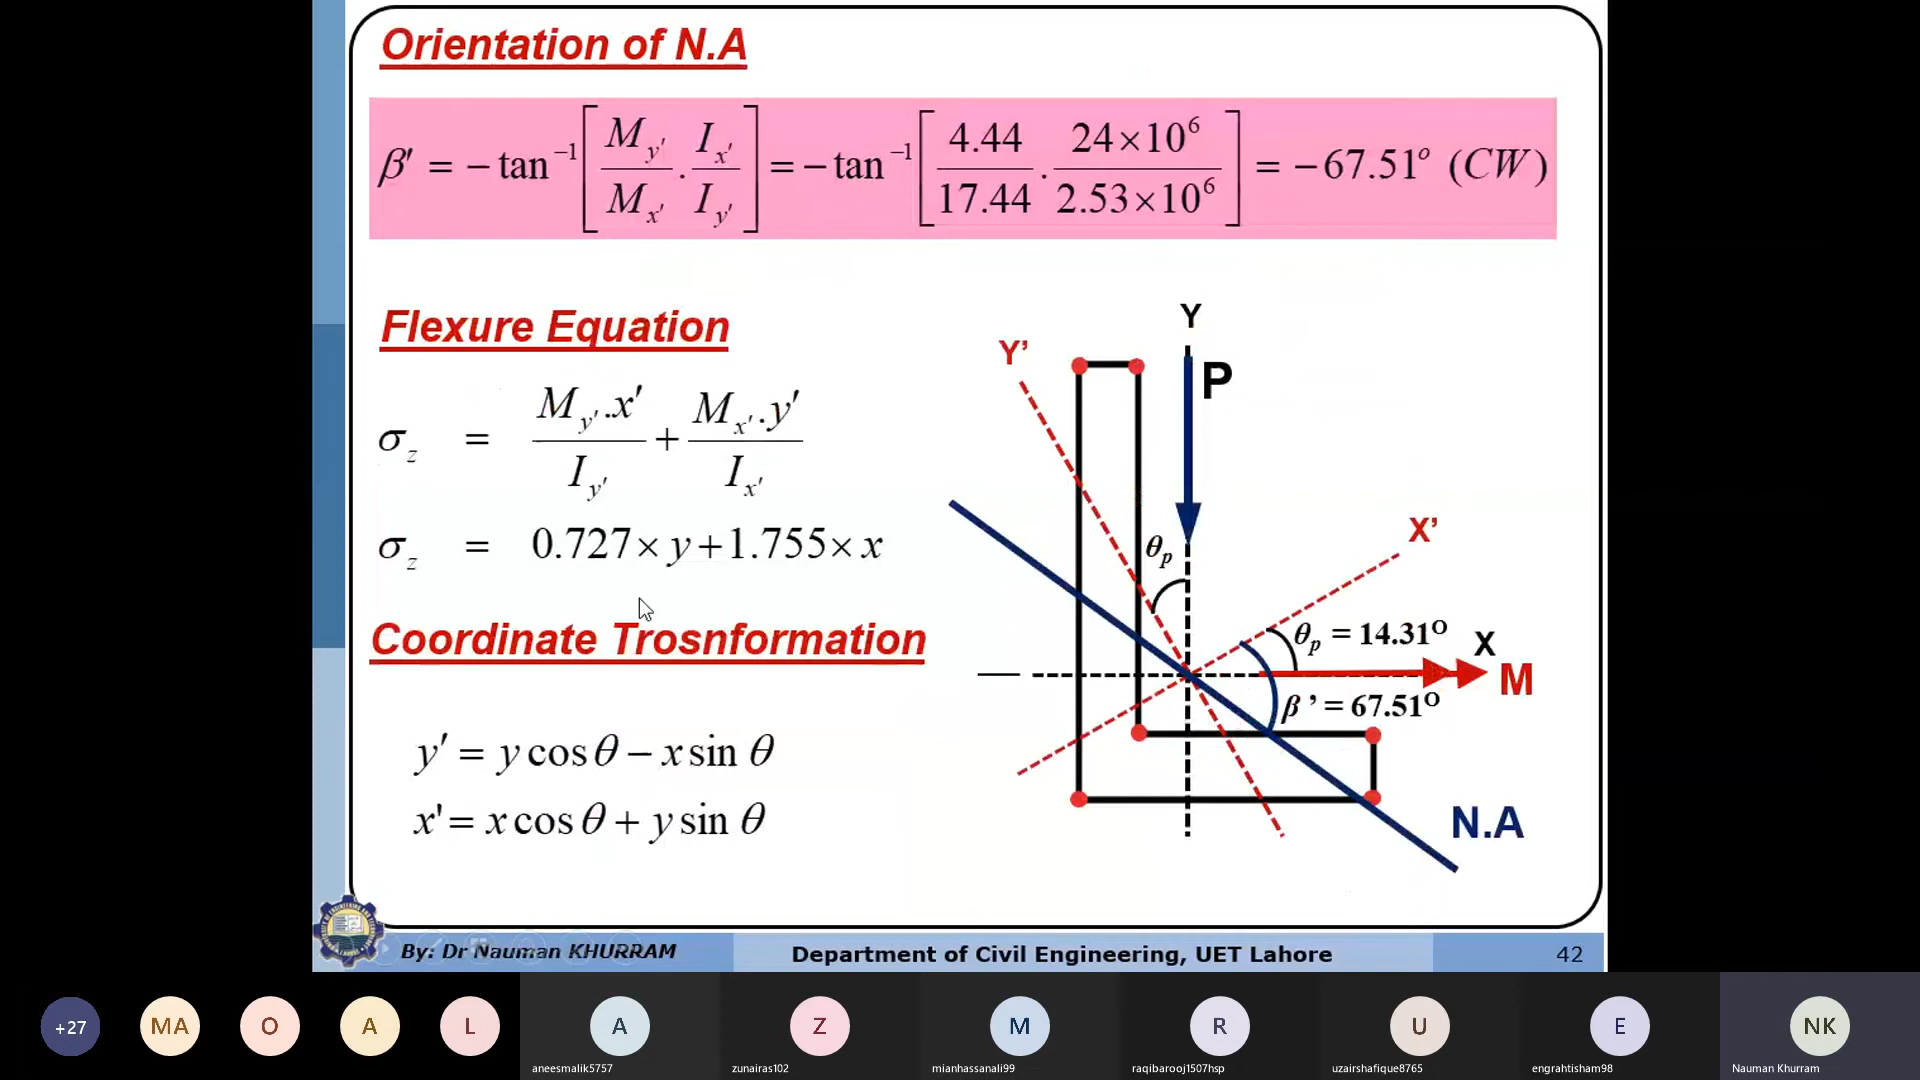 Orientation of N.A
β' = −tan⁻¹[M_y'/M_x' . I_x'/I_y'] = −tan⁻¹[4.44/17.44 . 24×10⁶/2.53×10⁶] = −67.51° (CW)
Flexure Equation
σ_z = M_y'.x'/I_y' + M_x'.y'/I_x'
σ_z = 0.727×y+1.755×x
Coordinate Trosnformation
y' = y cos θ − x sin θ
x' = x cos θ + y sin θ
Y
Y’
P
θ_p
X’
θ_p = 14.31º
X
M
β ’ = 67.51º
N.A
By: Dr Nauman KHURRAM
Department of Civil Engineering, UET Lahore
42
+27
MA
O
A
L
A
Z
M
R
U
E
NK
aneesmalik5757
zunairas102
mianhassanali99
raqibarooj1507hsp
uzairshafique8765
engrahtisham98
Nauman Khurram